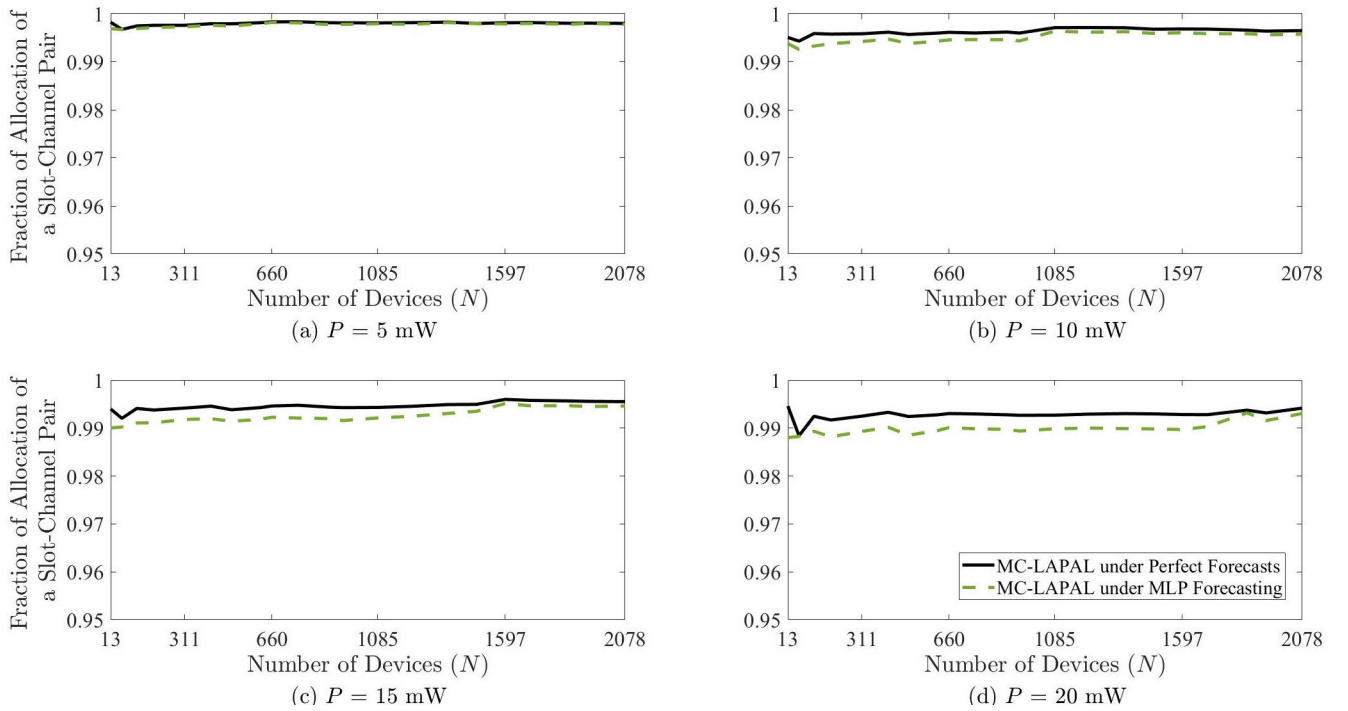 Fraction of Allocation of
a Slot-Channel Pair
1
0.99
0.98
0.97
0.96
0.95
13 311 660 1085 1597 2078
Number of Devices (N)
(a) P = 5 mW
1
0.99
0.98
0.97
0.96
0.95
13 311 660 1085 1597 2078
Number of Devices (N)
(b) P = 10 mW
Fraction of Allocation of
a Slot-Channel Pair
1
0.99
0.98
0.97
0.96
0.95
13 311 660 1085 1597 2078
Number of Devices (N)
(c) P = 15 mW
1
0.99
0.98
0.97
0.96
0.95
MC-LAPAL under Perfect Forecasts
MC-LAPAL under MLP Forecasting
13 311 660 1085 1597 2078
Number of Devices (N)
(d) P = 20 mW